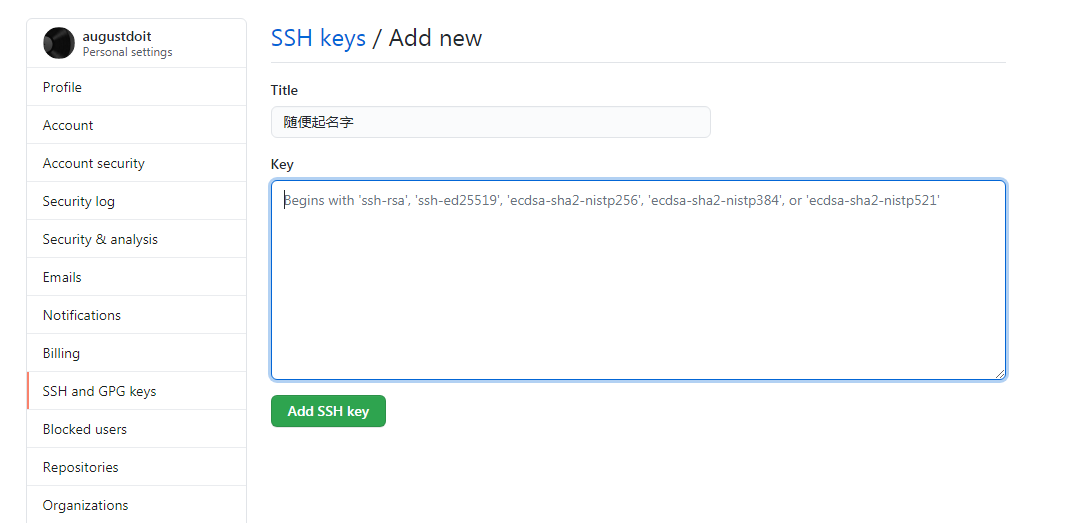 augustdoit
Personal settings
Profile
Account
Account security
Security log
Security & analysis
Emails
Notifications
Billing
SSH and GPG keys
Blocked users
Repositories
Organizations
SSH keys / Add new
Title
随便起名字
Key
Begins with 'ssh-rsa', 'ssh-ed25519', 'ecdsa-sha2-nistp256', 'ecdsa-sha2-nistp384', or 'ecdsa-sha2-nistp521'
Add SSH key